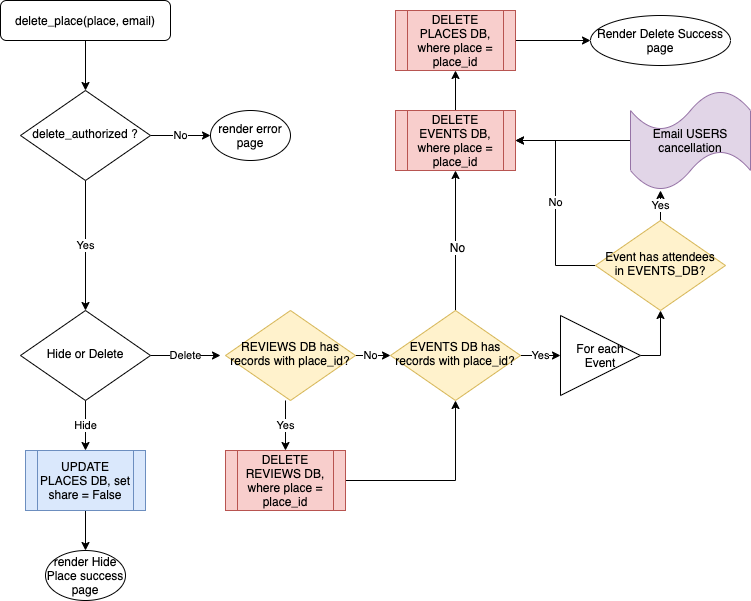 delete_place(place, email)
delete_authorized ?
No
render error
page
Yes
Hide or Delete
Delete
Hide
UPDATE
PLACES DB, set
share = False
render Hide
Place success
page
REVIEWS DB has
records with place_id?
No
Yes
DELETE
REVIEWS DB,
where place =
place_id
EVENTS DB has
records with place_id?
No
Yes
For each
Event
Event has attendees
in EVENTS_DB?
No
Yes
Email USERS
cancellation
DELETE
EVENTS DB,
where place =
place_id
DELETE
PLACES DB,
where place =
place_id
Render Delete Success
page